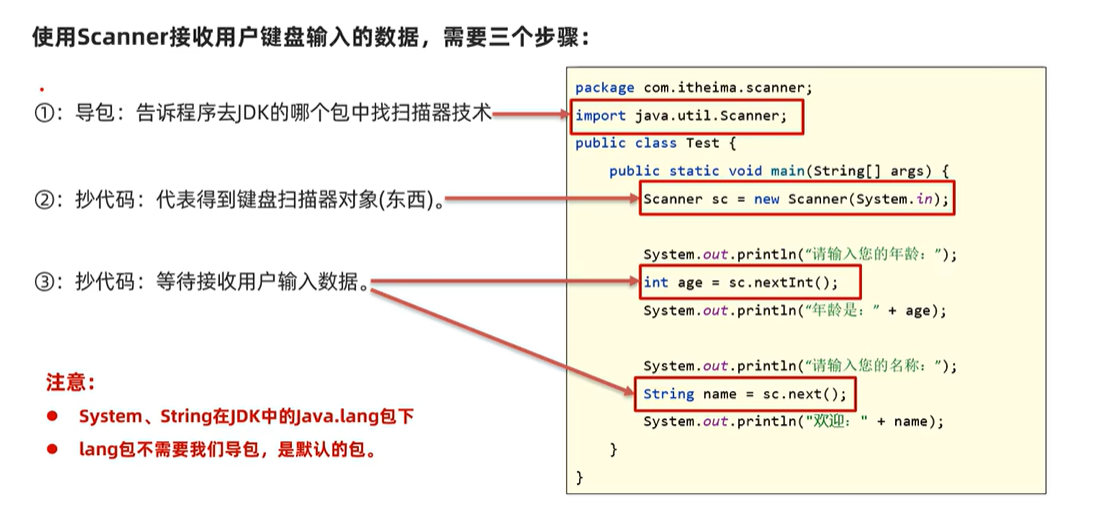 使用Scanner接收用户键盘输入的数据，需要三个步骤：
①：导包：告诉程序去JDK的哪个包中找扫描器技术
②：抄代码：代表得到键盘扫描器对象(东西)。
③：抄代码：等待接收用户输入数据。
注意：
System、String在JDK中的Java.lang包下
lang包不需要我们导包，是默认的包。
package com.itheima.scanner;
import java.util.Scanner;
public class Test {
public static void main(String[] args) {
Scanner sc = new Scanner(System.in);
System.out.println(“请输入您的年龄：”);
int age = sc.nextInt();
System.out.println(“年龄是：” + age);
System.out.println(“请输入您的名称：”);
String name = sc.next();
System.out.println("欢迎：" + name);
}
}